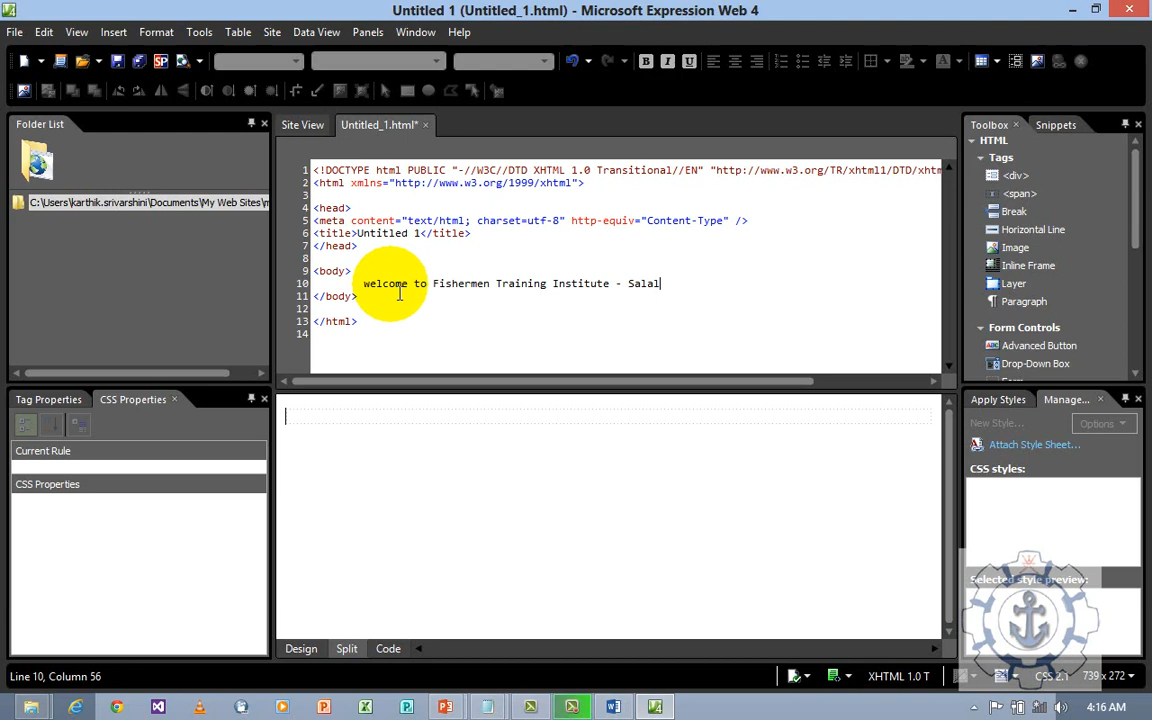 Untitled 1 (Untitled_1.html) - Microsoft Expression Web 4
File Edit View Insert Format Tools Table Site Data View Panels Window Help
Folder List
Site View Untitled_1.html*
Toolbox Snippets
C:\Users\karthik.srivarshini\Documents\My Web Sites\m
1 <!DOCTYPE html PUBLIC "-//W3C//DTD XHTML 1.0 Transitional//EN" "http://www.w3.org/TR/xhtml1/DTD/xhtm
2 <html xmlns="http://www.w3.org/1999/xhtml">
3
4 <head>
5 <meta content="text/html; charset=utf-8" http-equiv="Content-Type" />
6 <title>Untitled 1</title>
7 </head>
8
9 <body>
10 welcome to Fishermen Training Institute - Salal
11 </body>
12
13 </html>
14
HTML
Tags
<div>
<span>
Break
Horizontal Line
Image
Inline Frame
Layer
Paragraph
Form Controls
Advanced Button
Drop-Down Box
Tag Properties CSS Properties
Current Rule
CSS Properties
Apply Styles Manage...
New Style... Options
Attach Style Sheet...
CSS styles:
Selected style preview:
Design Split Code
Line 10, Column 56
XHTML 1.0 T CSS 2.1 739 x 272
4:16 AM